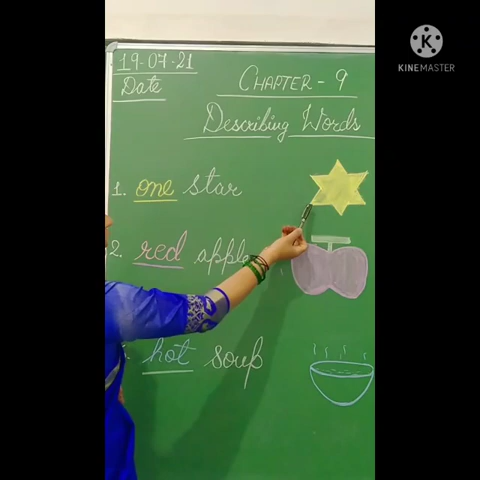 19-07-21
Date
CHAPTER - 9
Describing Words
1. one star
2. red apple
hot soup
KINEMASTER